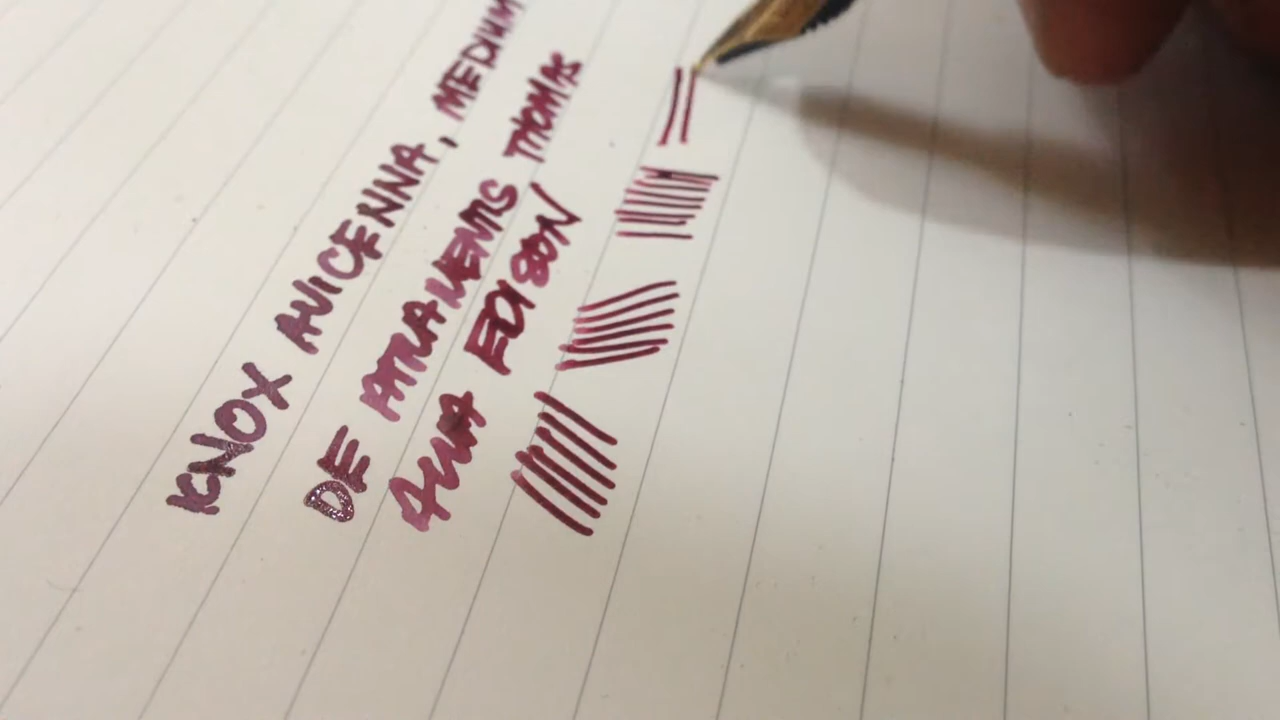 KNOX AVICENNA, MEDIUM
DE ATRAMENTIS THOMAS
ALVA EDISON